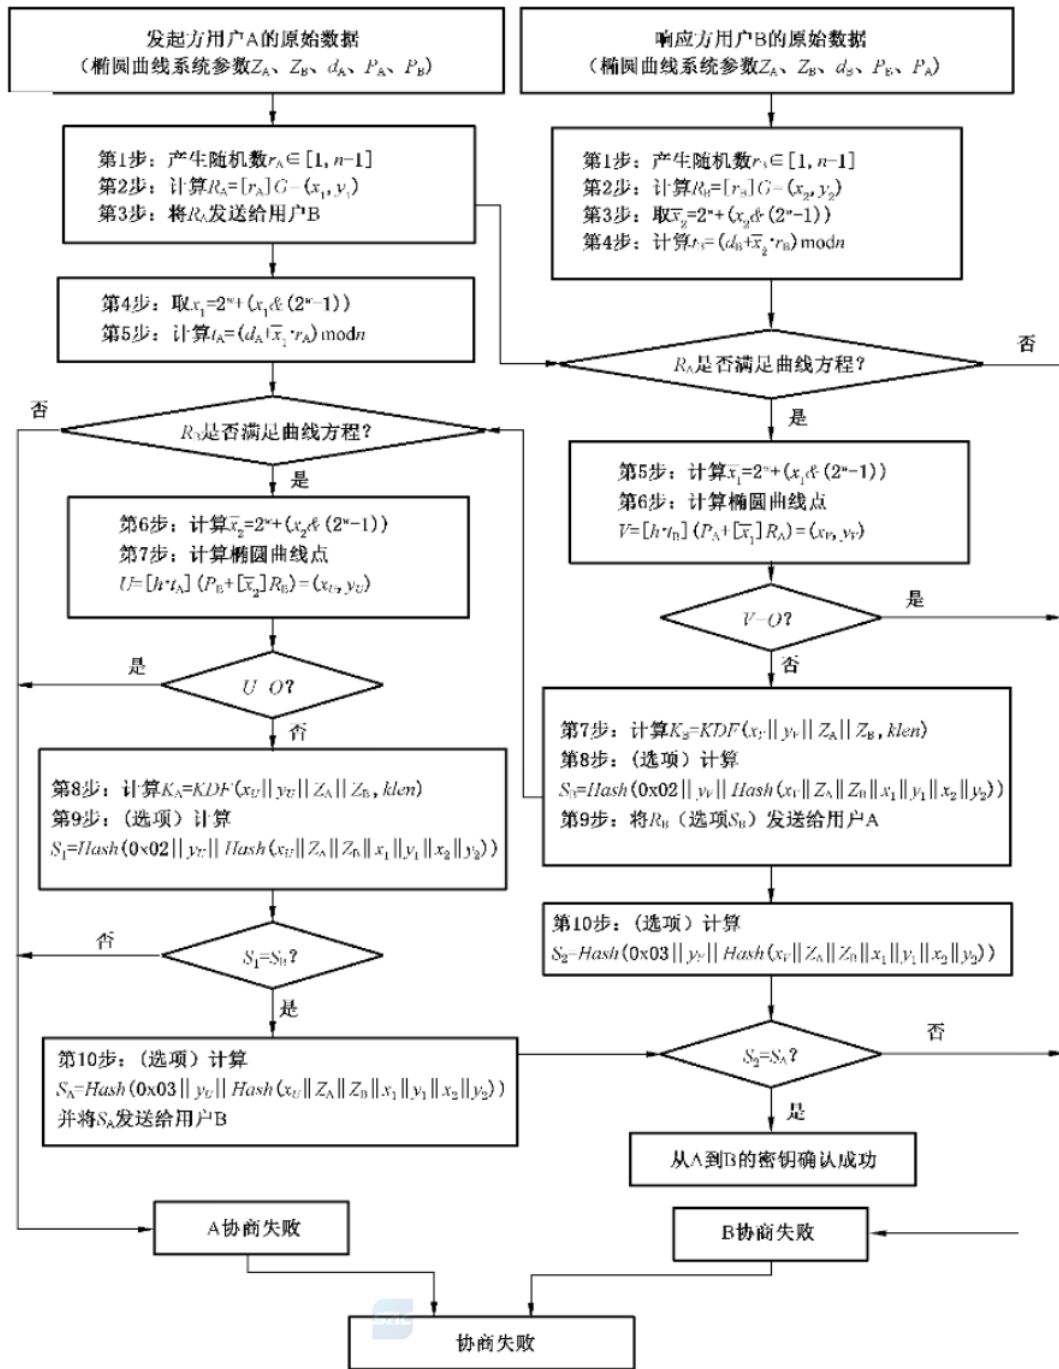 发起方用户A的原始数据
(椭圆曲线系统参数Z_A、Z_B、d_A、P_A、P_B)
第1步：产生随机数r_A∈[1, n-1]
第2步：计算R_A=[r_A]G=(x_1, y_1)
第3步：将R_A发送给用户B
第4步：取x_1=2^w+(x_1&(2^w-1))
第5步：计算t_A=(d_A+x̄_1·r_A)modn
否
R_B是否满足曲线方程？
是
第6步：计算x̄_2=2^w+(x_2&(2^w-1))
第7步：计算椭圆曲线点
U=[h·t_A](P_B+[x̄_2]R_B)=(x_U, y_U)
是
U=O？
否
第8步：计算K_A=KDF(x_U||y_U||Z_A||Z_B, klen)
第9步：(选项) 计算
S_1=Hash(0x02||y_U||Hash(x_U||Z_A||Z_B||x_1||y_1||x_2||y_2))
否
S_1=S_B？
是
第10步：(选项) 计算
S_A=Hash(0x03||y_U||Hash(x_U||Z_A||Z_B||x_1||y_1||x_2||y_2))
并将S_A发送给用户B
A协商失败
响应方用户B的原始数据
(椭圆曲线系统参数Z_A、Z_B、d_B、P_B、P_A)
第1步：产生随机数r_B∈[1, n-1]
第2步：计算R_B=[r_B]G=(x_2, y_2)
第3步：取x̄_2=2^w+(x_2&(2^w-1))
第4步：计算t_B=(d_B+x̄_2·r_B)modn
否
R_A是否满足曲线方程？
是
第5步：计算x̄_1=2^w+(x_1&(2^w-1))
第6步：计算椭圆曲线点
V=[h·t_B](P_A+[x̄_1]R_A)=(x_V, y_V)
是
V=O？
否
第7步：计算K_B=KDF(x_V||y_V||Z_A||Z_B, klen)
第8步：(选项) 计算
S_B=Hash(0x02||y_V||Hash(x_V||Z_A||Z_B||x_1||y_1||x_2||y_2))
第9步：将R_B（选项S_B）发送给用户A
第10步：(选项) 计算
S_2=Hash(0x03||y_V||Hash(x_V||Z_A||Z_B||x_1||y_1||x_2||y_2))
否
S_2=S_A？
是
从A到B的密钥确认成功
B协商失败
协商失败